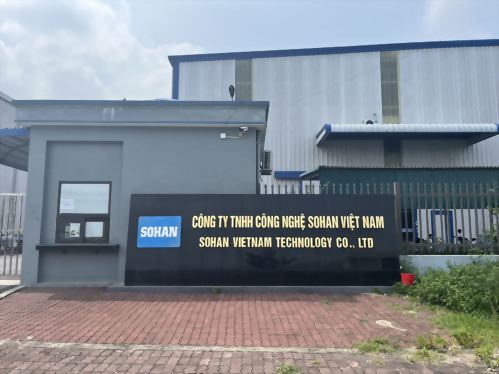 SOHAN
CÔNG TY TNHH CÔNG NGHỆ SOHAN VIỆT NAM
SOHAN VIETNAM TECHNOLOGY CO., LTD